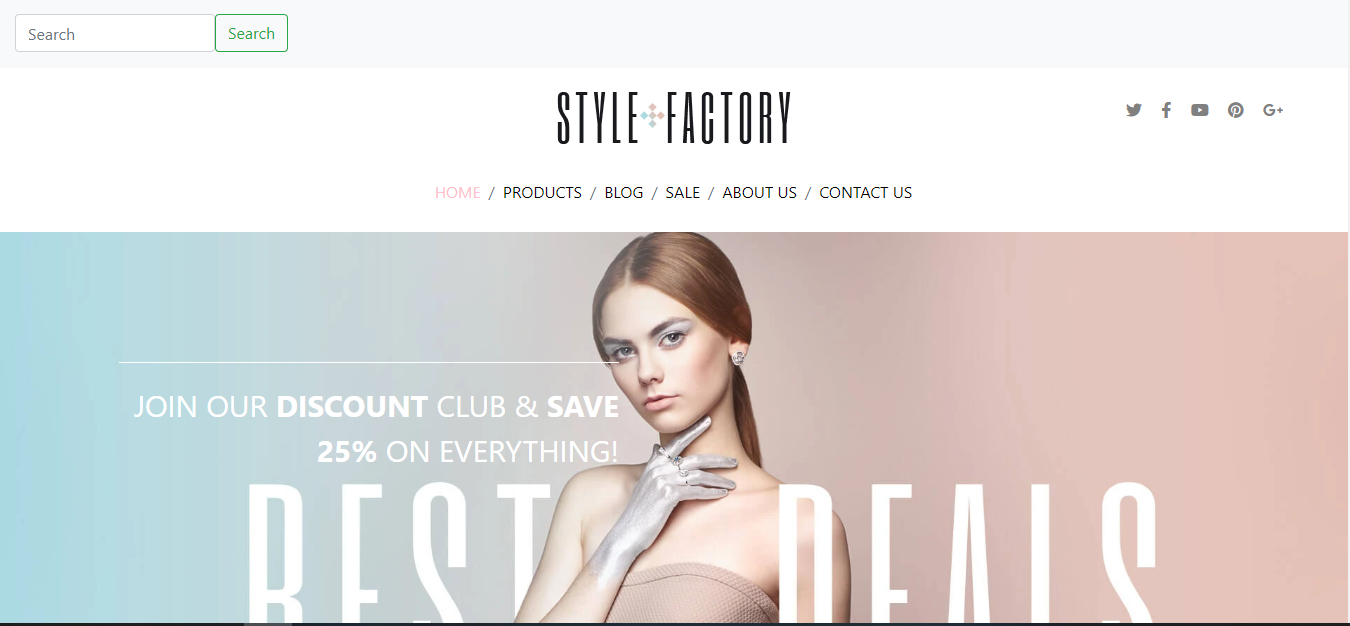 Search Search
STYLE FACTORY
G+
HOME / PRODUCTS / BLOG / SALE / ABOUT US / CONTACT US
JOIN OUR DISCOUNT CLUB & SAVE
25% ON EVERYTHING!
BEST DEALS